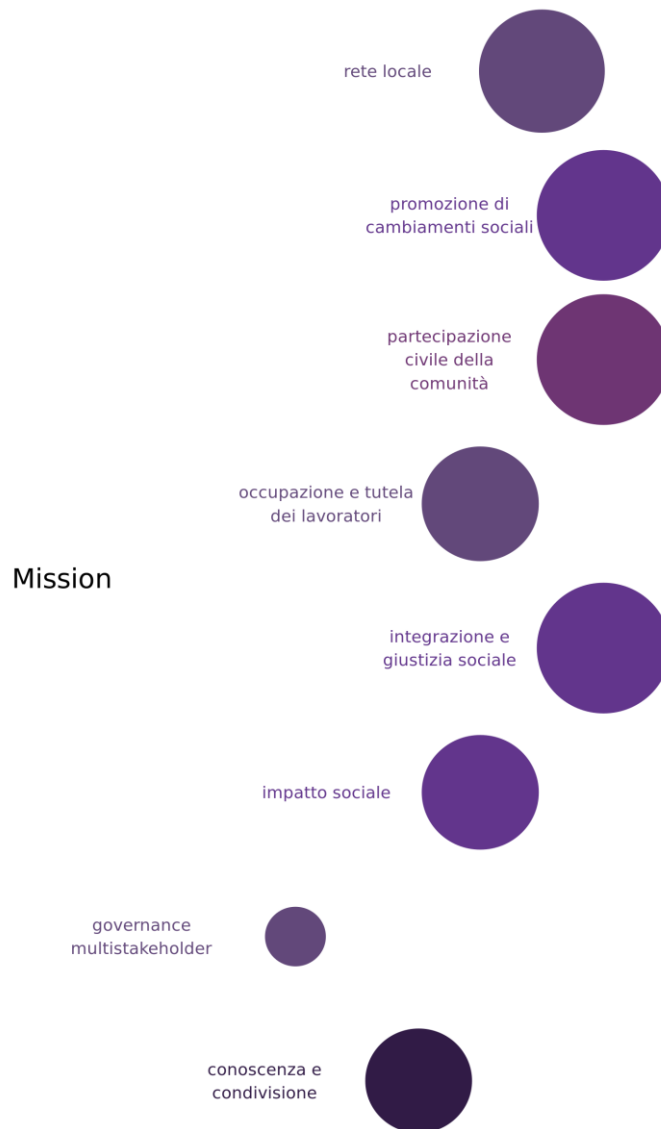 rete locale
promozione di
cambiamenti sociali
partecipazione
civile della
comunità
occupazione e tutela
dei lavoratori
Mission
integrazione e
giustizia sociale
impatto sociale
governance
multistakeholder
conoscenza e
condivisione